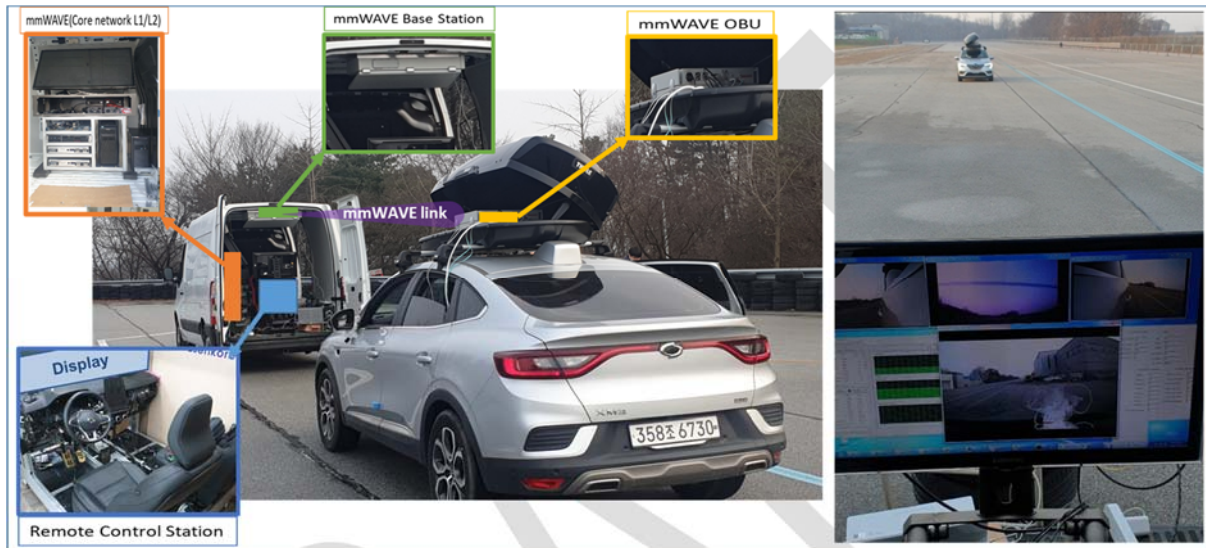 mmWAVE(Core network L1/L2)
mmWAVE Base Station
mmWAVE OBU
mmWAVE link
Display
Remote Control Station
XM3
358조 6730